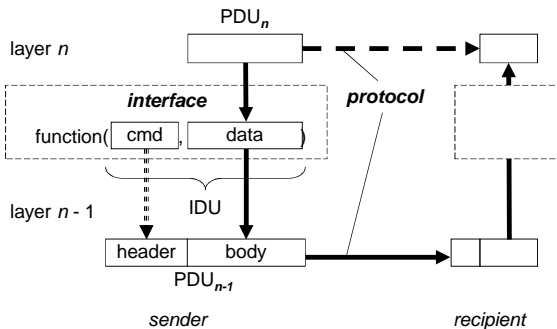 PDUn
layer n
interface
protocol
function( cmd , data )
IDU
layer n - 1
header body
PDUn-1
sender recipient